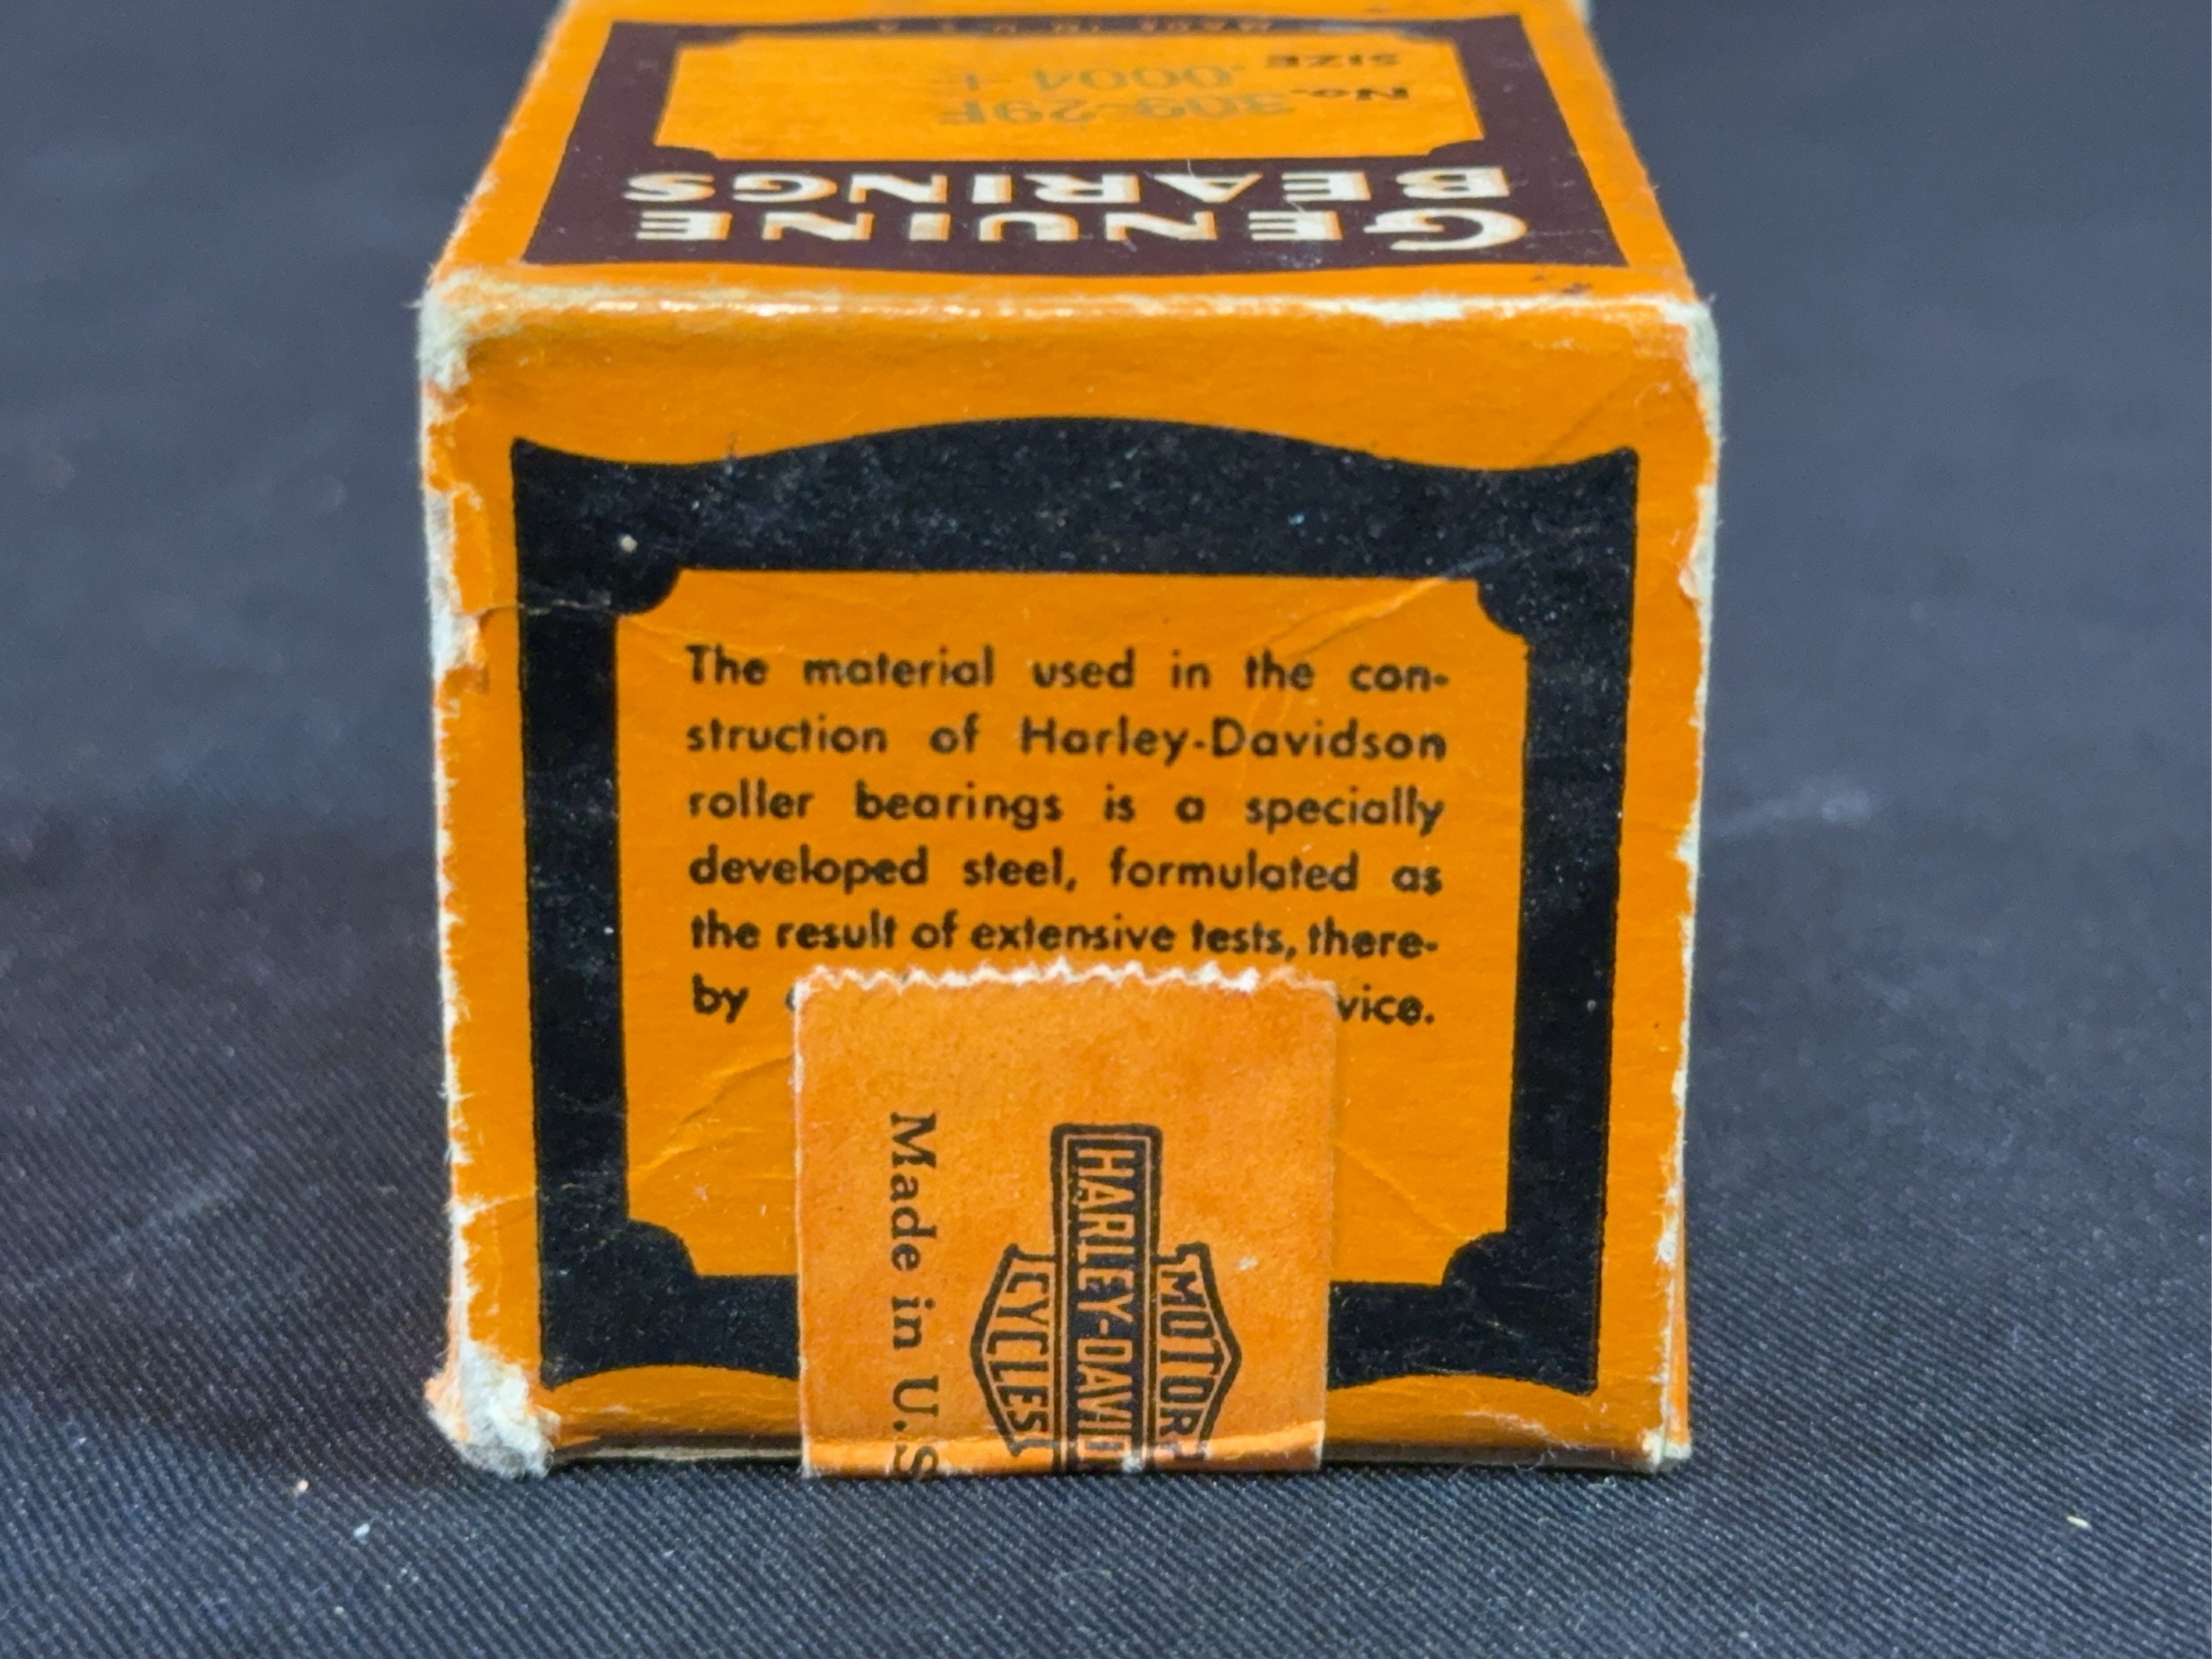 MADE IN U.S.A.
SIZE .0004
No. 309-29F
GENUINE
BEARINGS
The material used in the con-
struction of Harley-Davidson
roller bearings is a specially
developed steel, formulated as
the result of extensive tests, there-
by
vice.
Made in U.S
MOTOR
HARLEY-DAVID
CYCLES